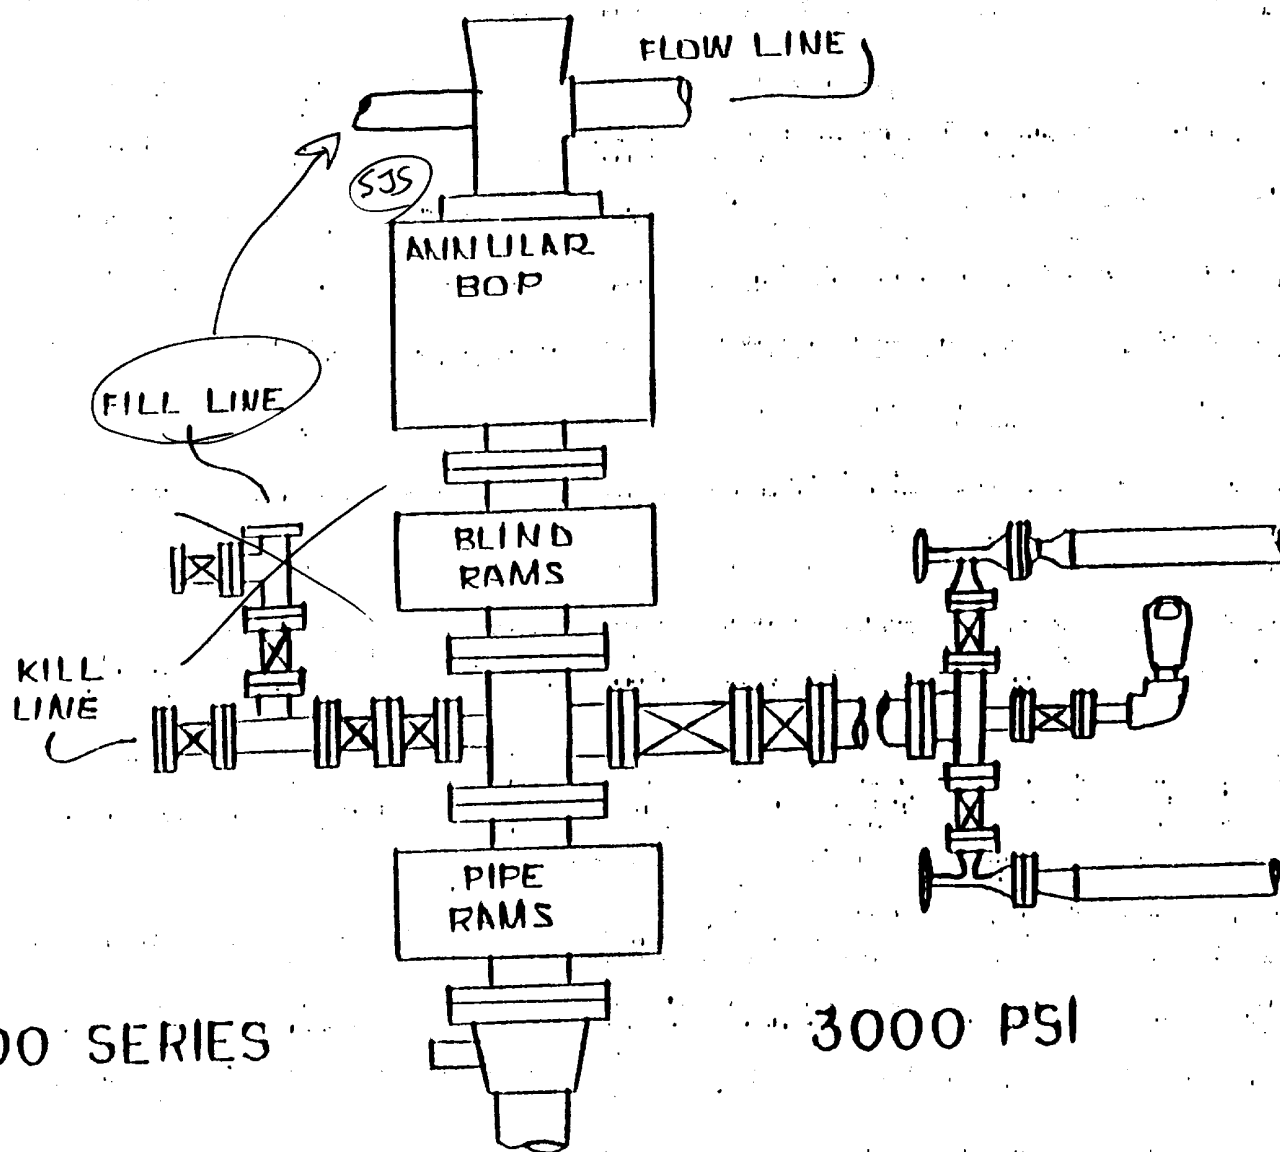 FLOW LINE
SJS
ANNULAR
BOP
FILL LINE
BLIND
RAMS
KILL
LINE
PIPE
RAMS
00 SERIES
3000 PSI